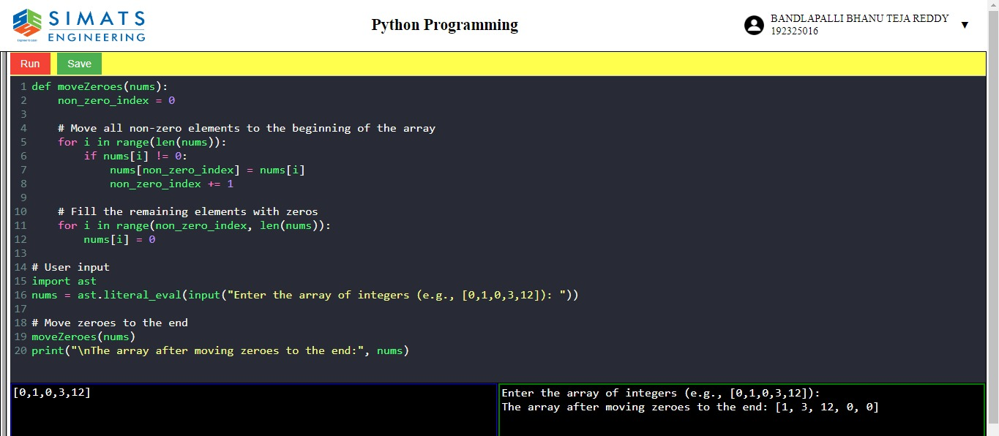 SIMATS
ENGINEERING
Python Programming
BANDLAPALLI BHANU TEJA REDDY
192325016
Run
Save
1 def moveZeroes(nums):
2     non_zero_index = 0
3
4     # Move all non-zero elements to the beginning of the array
5     for i in range(len(nums)):
6         if nums[i] != 0:
7             nums[non_zero_index] = nums[i]
8             non_zero_index += 1
9
10     # Fill the remaining elements with zeros
11     for i in range(non_zero_index, len(nums)):
12         nums[i] = 0
13
14 # User input
15 import ast
16 nums = ast.literal_eval(input("Enter the array of integers (e.g., [0,1,0,3,12]): "))
17
18 # Move zeroes to the end
19 moveZeroes(nums)
20 print("\nThe array after moving zeroes to the end:", nums)
[0,1,0,3,12]
Enter the array of integers (e.g., [0,1,0,3,12]):
The array after moving zeroes to the end: [1, 3, 12, 0, 0]